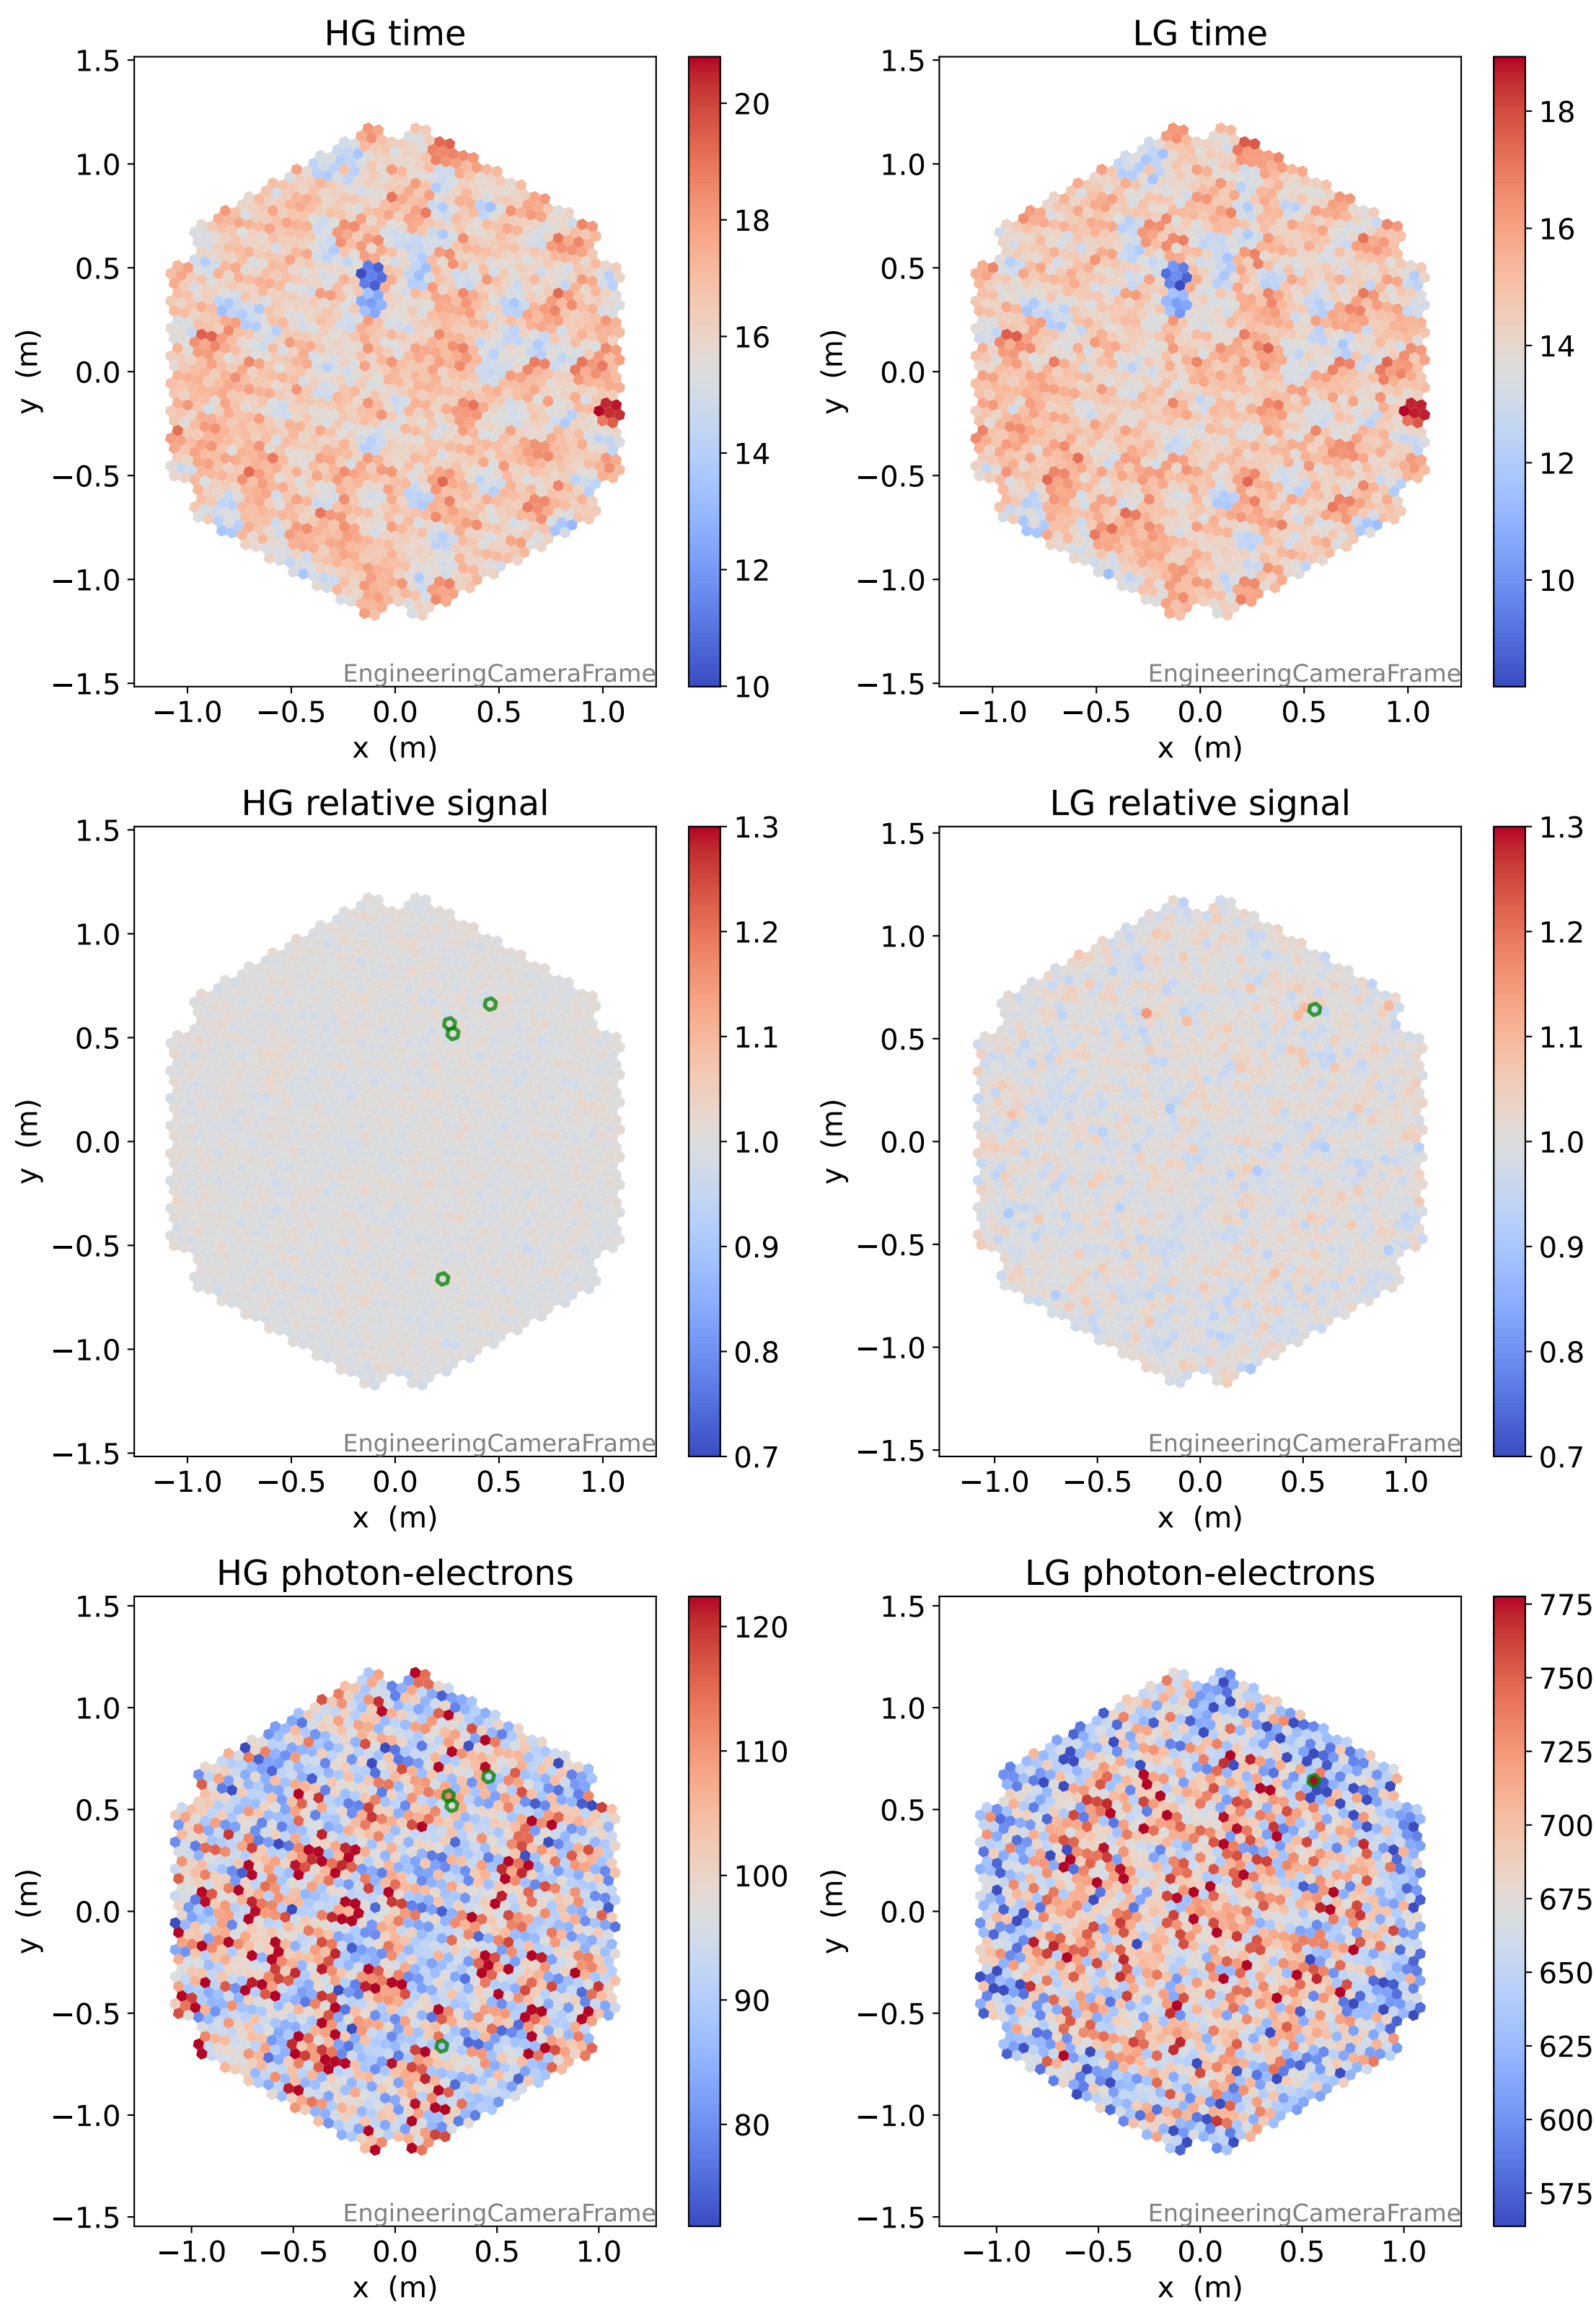 HG time
1.5
1.0
0.5
0.0
−0.5
−1.0
−1.5
y (m)
−1.0 −0.5 0.0 0.5 1.0
x (m)
EngineeringCameraFrame
20
18
16
14
12
10
LG time
1.5
1.0
0.5
0.0
−0.5
−1.0
−1.5
y (m)
−1.0 −0.5 0.0 0.5 1.0
x (m)
EngineeringCameraFrame
18
16
14
12
10
HG relative signal
1.5
1.0
0.5
0.0
−0.5
−1.0
−1.5
y (m)
−1.0 −0.5 0.0 0.5 1.0
x (m)
EngineeringCameraFrame
1.3
1.2
1.1
1.0
0.9
0.8
0.7
LG relative signal
1.5
1.0
0.5
0.0
−0.5
−1.0
−1.5
y (m)
−1.0 −0.5 0.0 0.5 1.0
x (m)
EngineeringCameraFrame
1.3
1.2
1.1
1.0
0.9
0.8
0.7
HG photon-electrons
1.5
1.0
0.5
0.0
−0.5
−1.0
−1.5
y (m)
−1.0 −0.5 0.0 0.5 1.0
x (m)
EngineeringCameraFrame
120
110
100
90
80
LG photon-electrons
1.5
1.0
0.5
0.0
−0.5
−1.0
−1.5
y (m)
−1.0 −0.5 0.0 0.5 1.0
x (m)
EngineeringCameraFrame
775
750
725
700
675
650
625
600
575